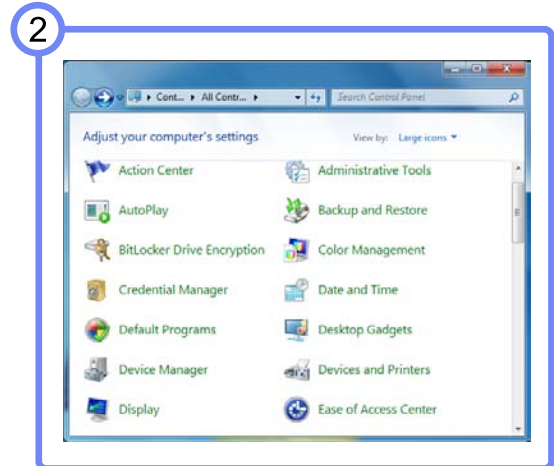 2
Cont... All Contr...
Search Control Panel
Adjust your computer's settings
View by: Large icons
Action Center
Administrative Tools
AutoPlay
Backup and Restore
BitLocker Drive Encryption
Color Management
Credential Manager
Date and Time
Default Programs
Desktop Gadgets
Device Manager
Devices and Printers
Display
Ease of Access Center